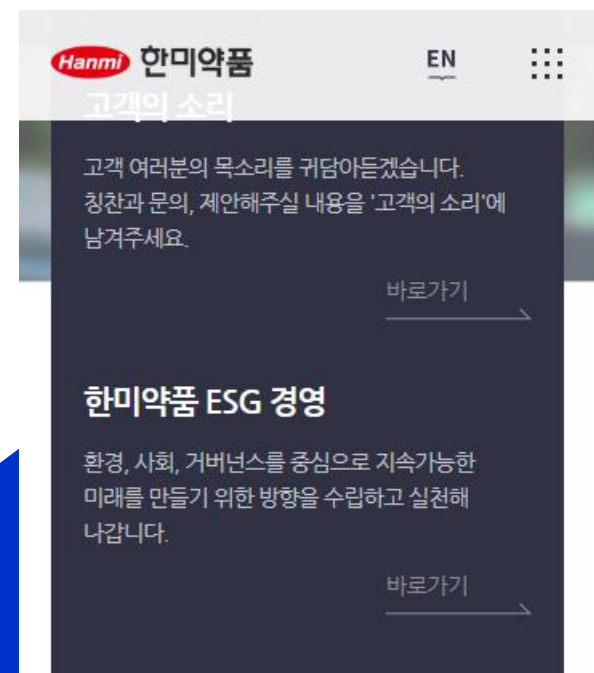 Hanmi 한미약품
EN
고객의 소리
고객 여러분의 목소리를 귀담아듣겠습니다.
칭찬과 문의, 제안해주실 내용을 '고객의 소리'에
남겨주세요.
바로가기
한미약품 ESG 경영
환경, 사회, 거버넌스를 중심으로 지속가능한
미래를 만들기 위한 방향을 수립하고 실천해
나갑니다.
바로가기